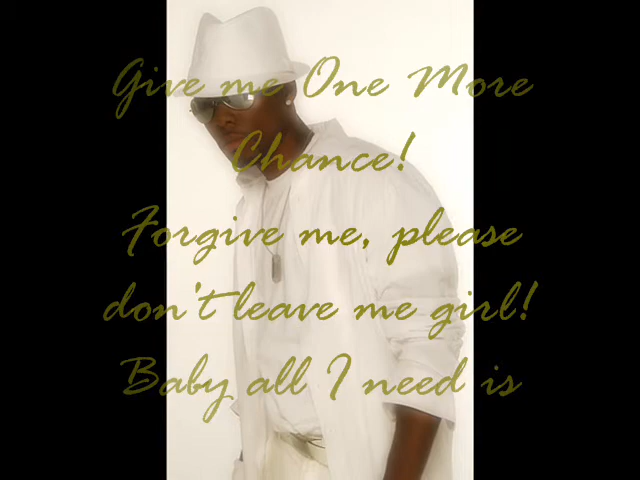 Give me One More
Chance!
Forgive me, please
don't leave me girl!
Baby all I need is